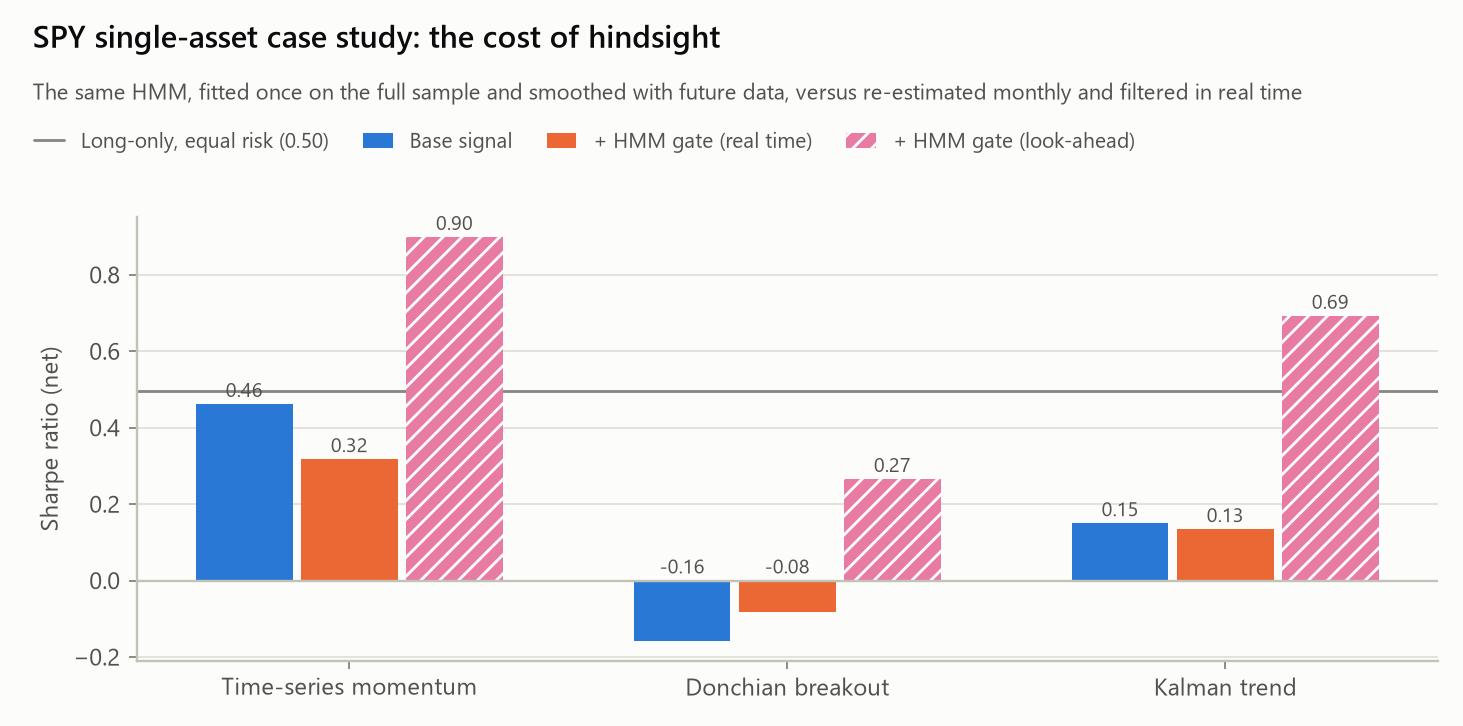 SPY single-asset case study: the cost of hindsight
The same HMM, fitted once on the full sample and smoothed with future data, versus re-estimated monthly and filtered in real time
Long-only, equal risk (0.50) Base signal + HMM gate (real time) + HMM gate (look-ahead)
Sharpe ratio (net)
0.8
0.6
0.4
0.2
0.0
−0.2
0.46
0.32
0.90
-0.16
-0.08
0.27
0.15
0.13
0.69
Time-series momentum
Donchian breakout
Kalman trend